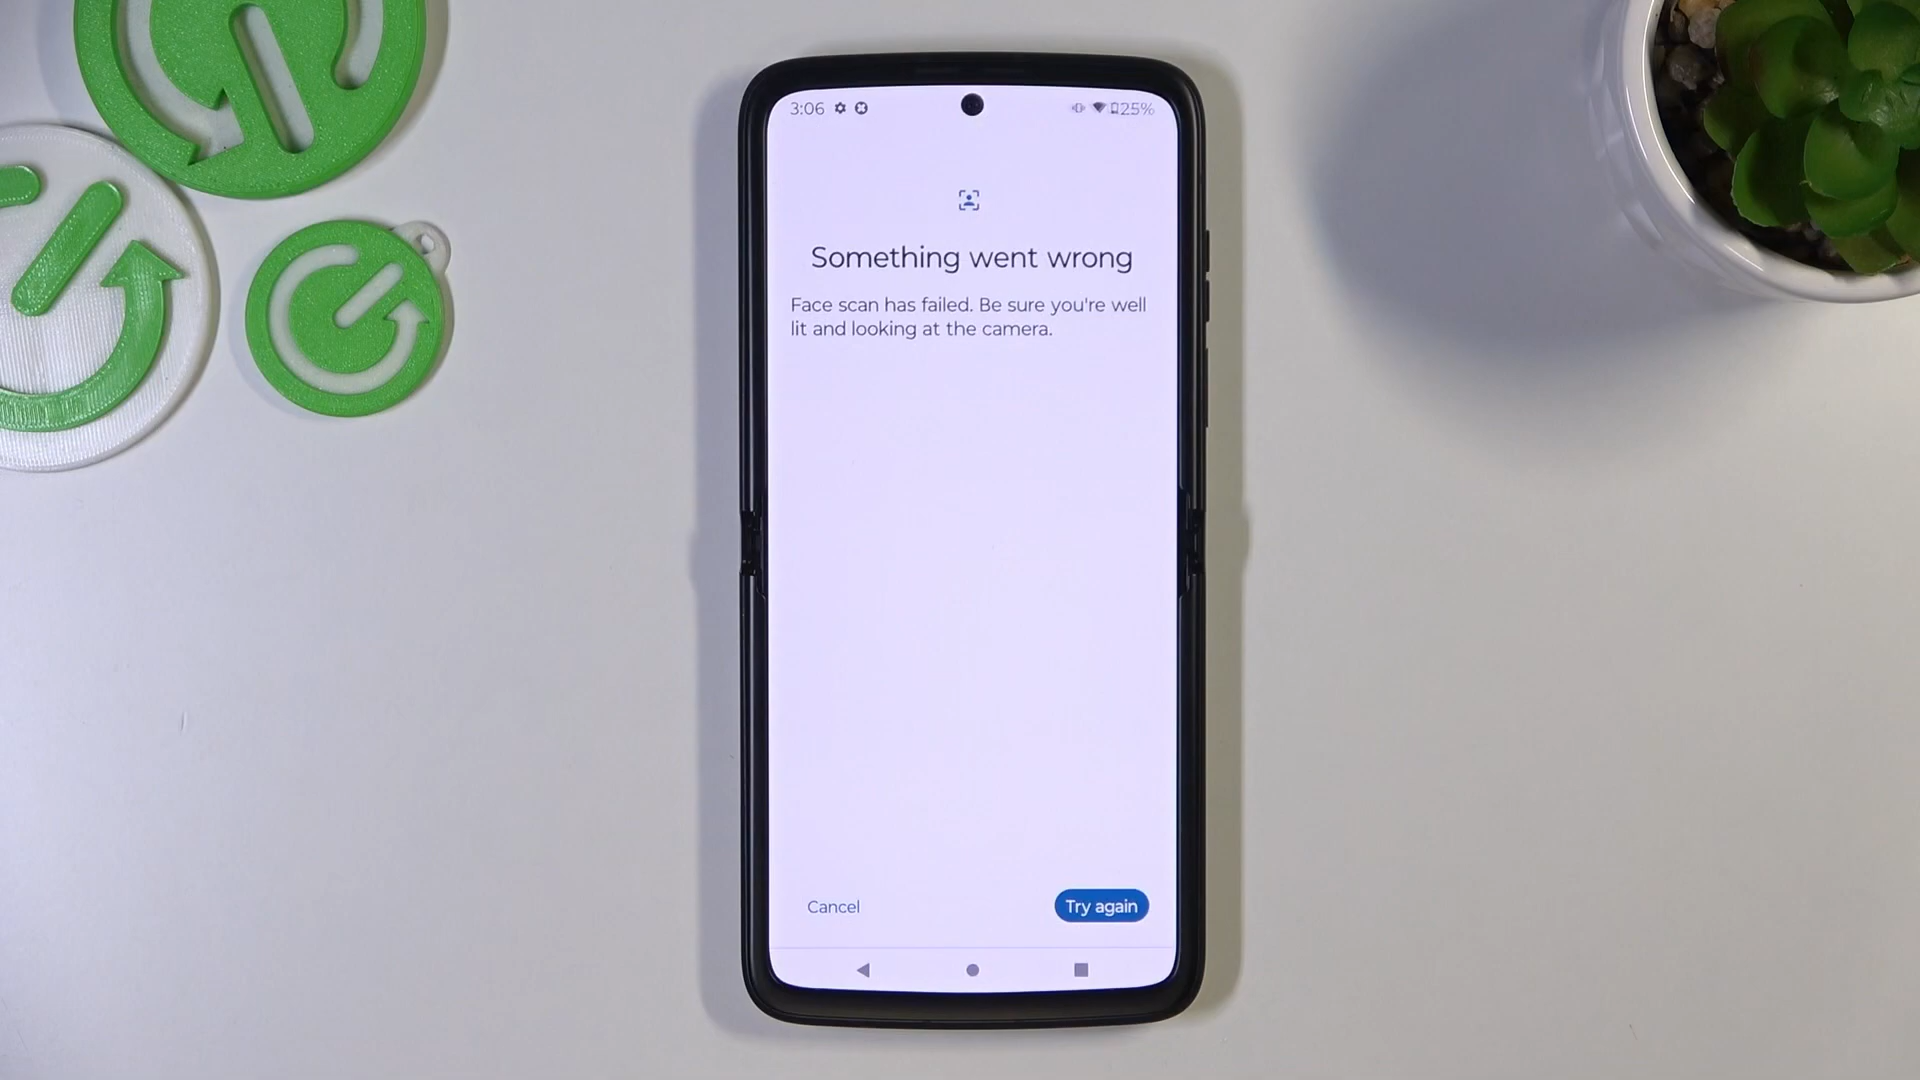 3:06 25%
Something went wrong
Face scan has failed. Be sure you're well
lit and looking at the camera.
Cancel Try again